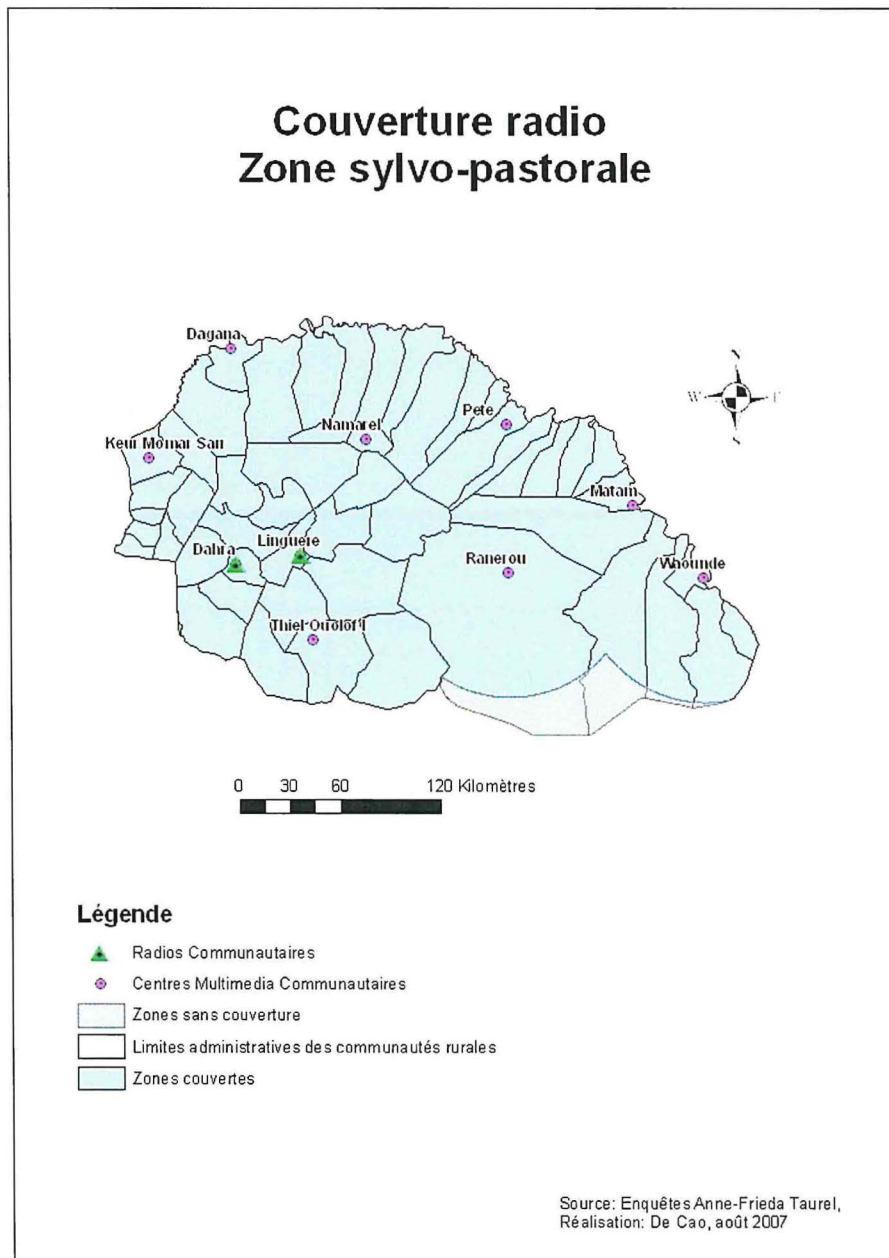 Couverture radio
Zone sylvo-pastorale
Dagana
Namarel
Pete
Keur Momar Sarr
Matam
Linguere
Dahra
Ranerou
Waounde
Thiel Ouolof I
W E
0 30 60 120 Kilomètres
Légende
Radios Communautaires
Centres Multimedia Communautaires
Zones sans couverture
Limites administratives des communautés rurales
Zones couvertes
Source: Enquêtes Anne-Frieda Taurel,
Réalisation: De Cao, août 2007